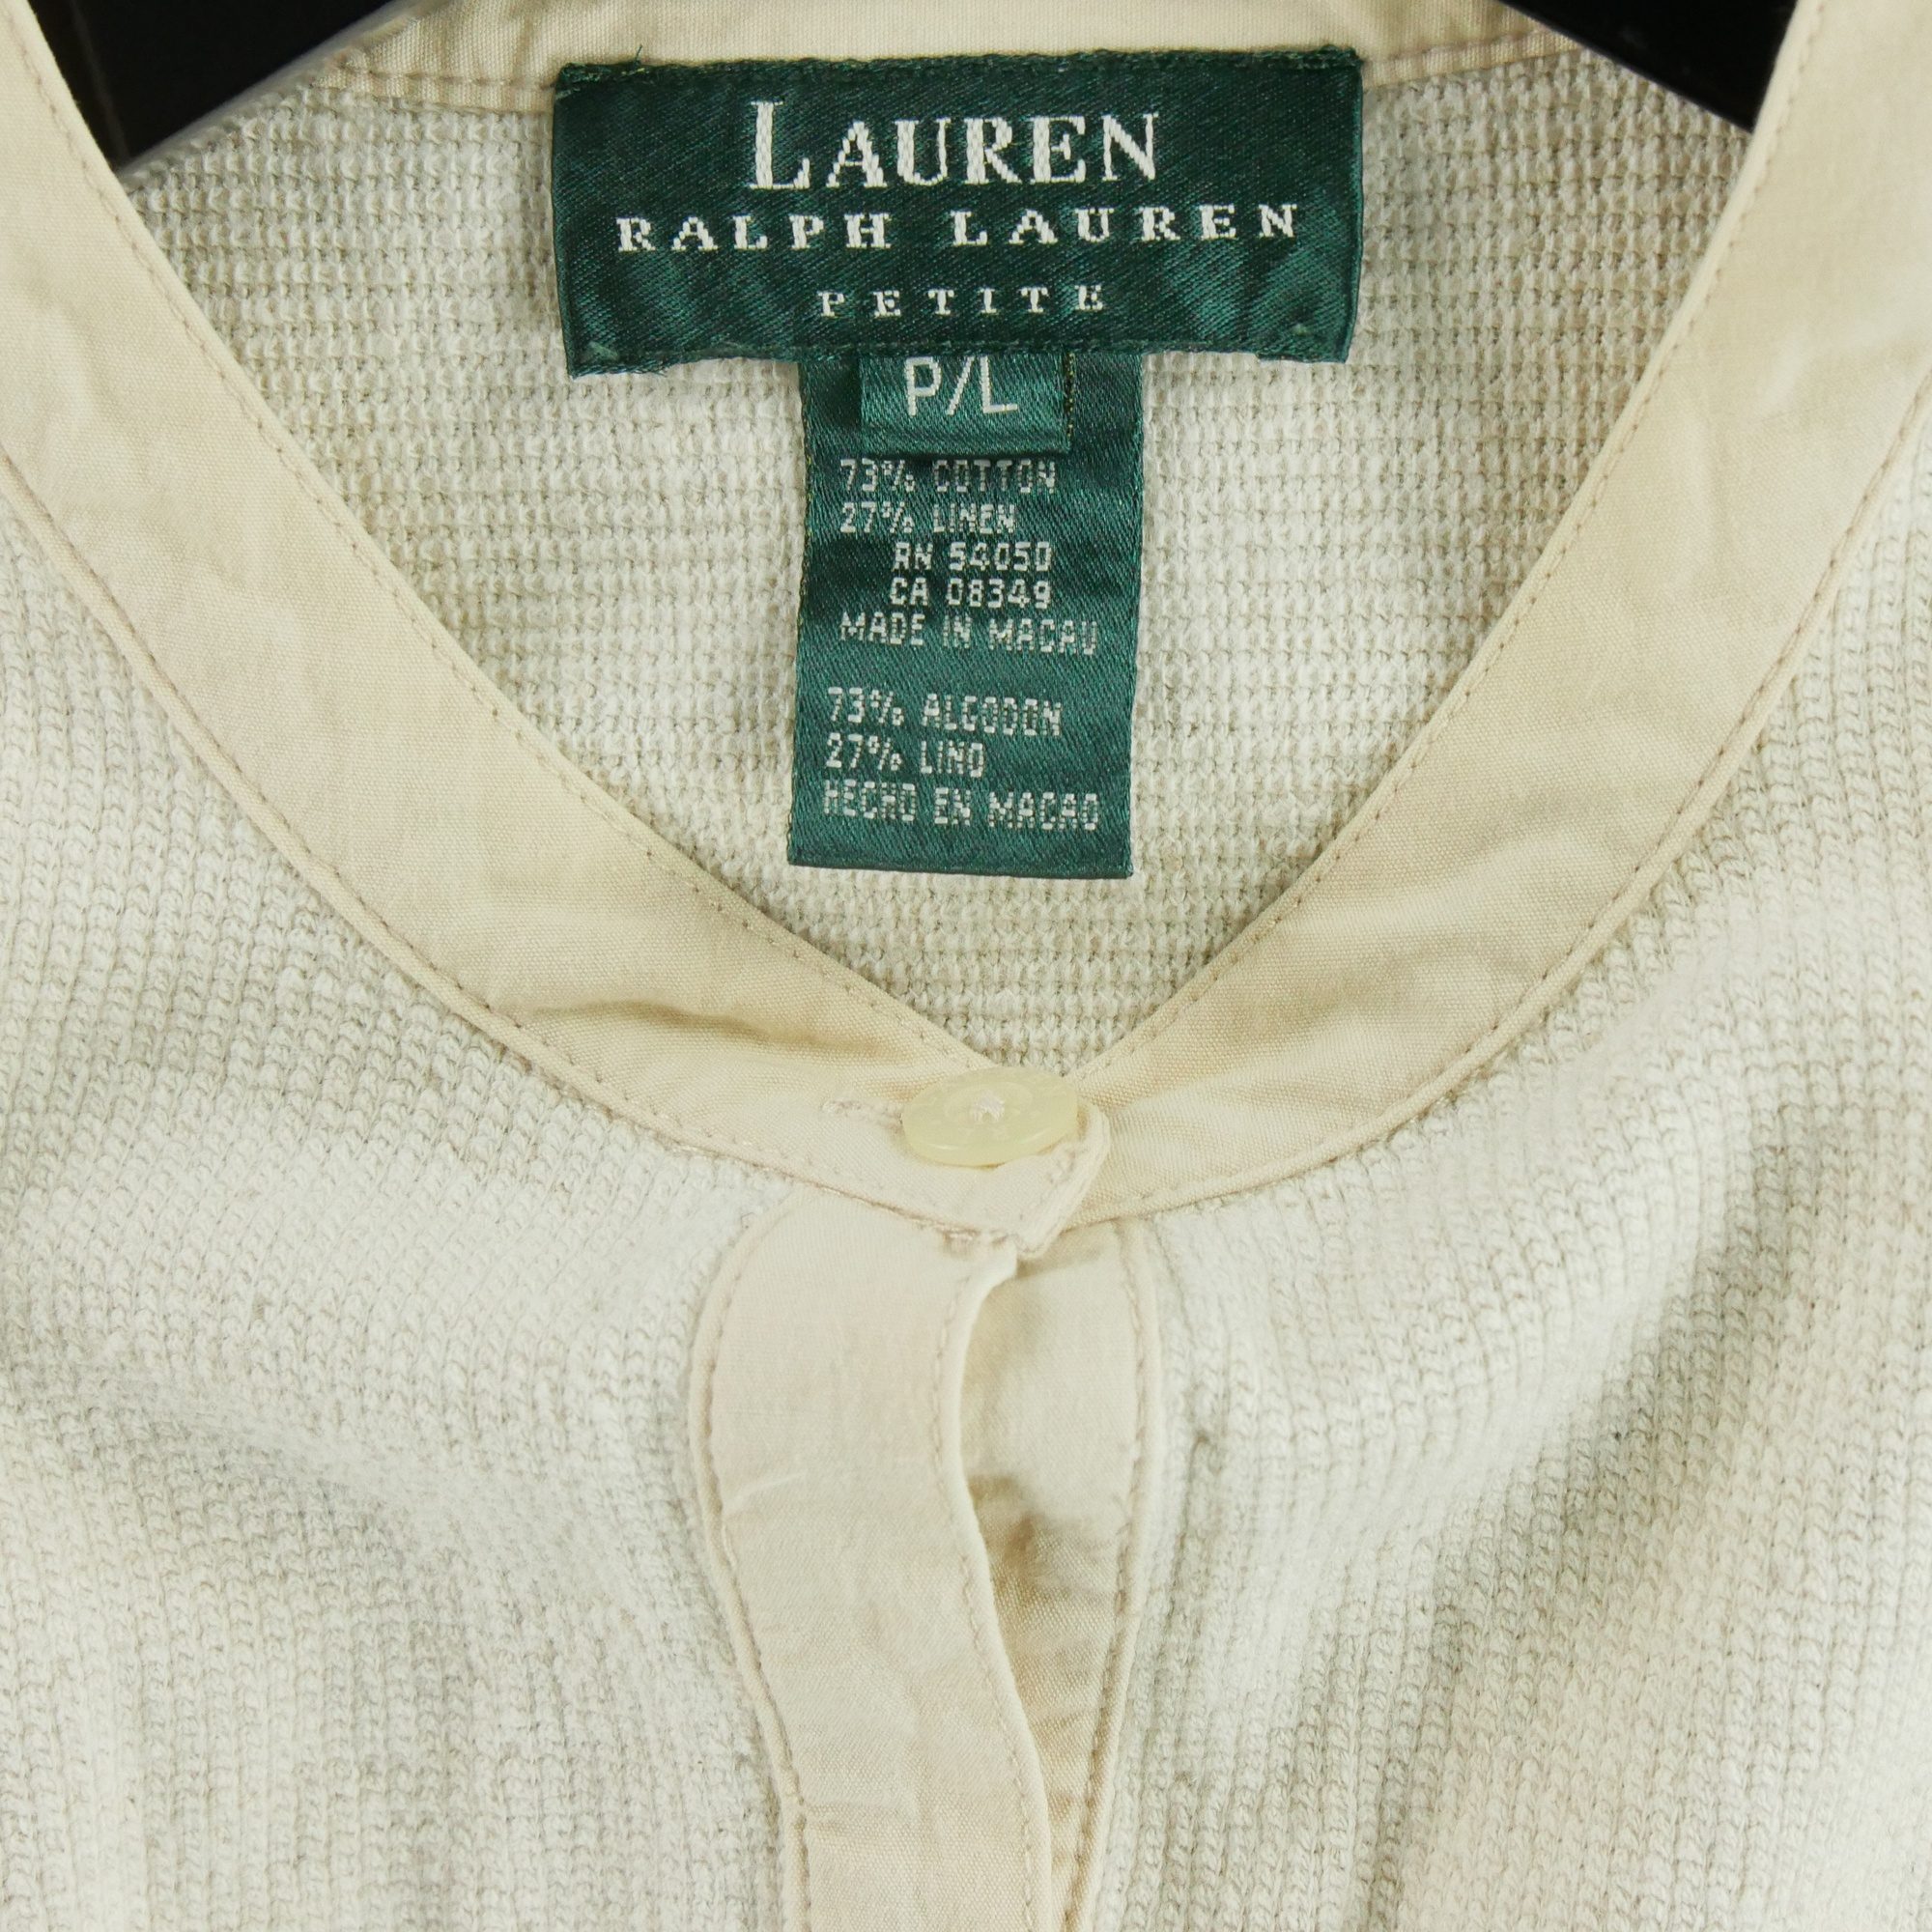 LAUREN
RALPH LAUREN
PETITE
P/L
73% COTTON
27% LINEN
RN 54050
CA 08349
MADE IN MACAU
73% ALGODON
27% LINO
HECHO EN MACAO